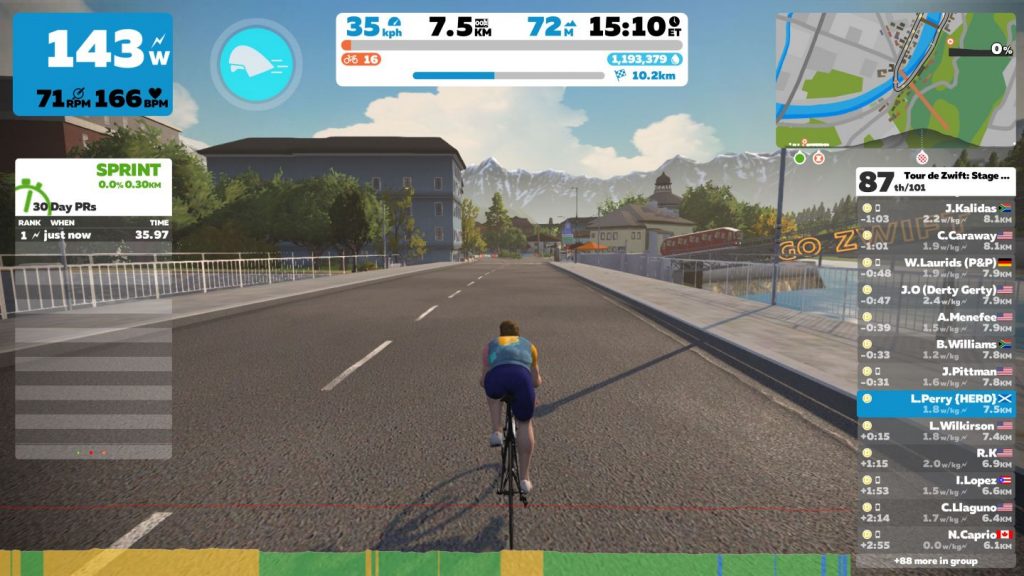 143 w
71 RPM 166 BPM
35 kph 7.5 KM 72 M 15:10 ET
16
1,193,379
10.2km
0%
SPRINT
0.0% 0.30KM
30 Day PRs
RANK WHEN TIME
1 just now 35.97
GO ZWIF
87 th/101
Tour de Zwift: Stage ...
J.Kalidas
-1:03 2.2w/kg 8.1KM
C.Caraway
-1:01 1.9w/kg 8.1KM
W.Laurids (P&P)
-0:48 1.9w/kg 7.9KM
J.O (Derty Gerty)
-0:47 2.4w/kg 7.9KM
A.Menefee
-0:39 1.5w/kg 7.9KM
B.Williams
-0:33 1.2w/kg 7.8KM
J.Pittman
-0:31 1.6w/kg 7.8KM
L.Perry {HERD}
1.8w/kg 7.5KM
L.Wilkirson
+0:15 1.8w/kg 7.4KM
R.K
+1:15 2.0w/kg 6.9KM
I.Lopez
+1:53 1.5w/kg 6.6KM
C.Llaguno
+2:14 1.7w/kg 6.4KM
N.Caprio
+2:55 0.0w/kg 6.1KM
+88 more in group